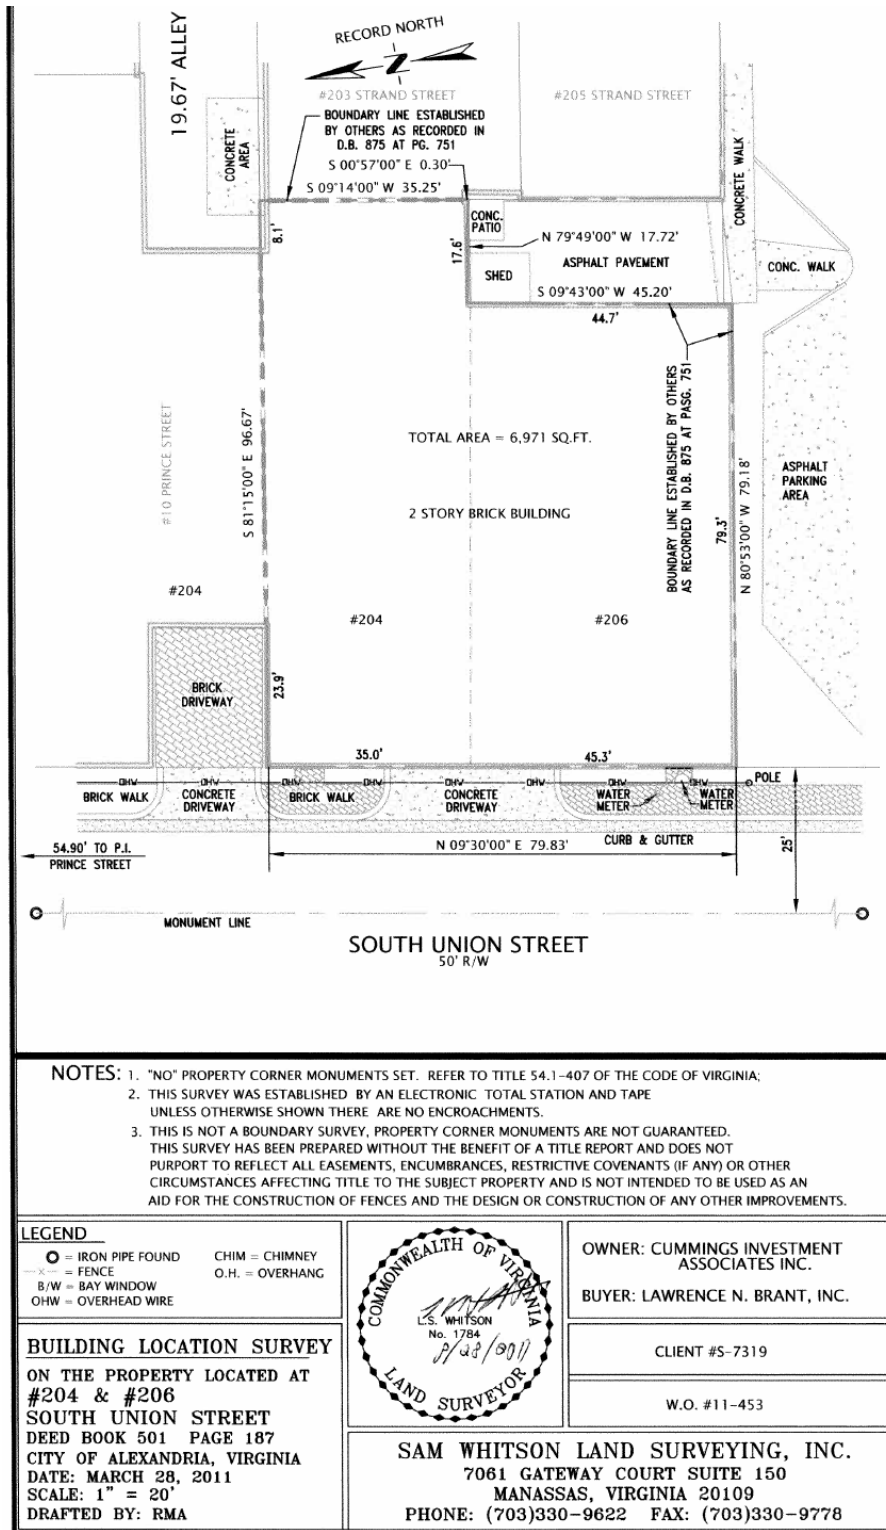 RECORD NORTH
N
19.67' ALLEY
#203 STRAND STREET
#205 STRAND STREET
BOUNDARY LINE ESTABLISHED
BY OTHERS AS RECORDED IN
D.B. 875 AT PG. 751
CONCRETE
AREA
S 00°57'00" E 0.30'
S 09°14'00" W 35.25'
CONCRETE WALK
8.1'
CONC.
PATIO
17.6'
N 79°49'00" W 17.72'
ASPHALT PAVEMENT
CONC. WALK
SHED
S 09°43'00" W 45.20'
44.7'
BOUNDARY LINE ESTABLISHED BY OTHERS
AS RECORDED IN D.B. 875 AT PASG. 751
#10 PRINCE STREET
S 81°15'00" E 96.67'
TOTAL AREA = 6,971 SQ.FT.
2 STORY BRICK BUILDING
79.3'
N 80°53'00" W 79.18'
ASPHALT
PARKING
AREA
#204
#204
#206
BRICK
DRIVEWAY
23.9'
35.0'
45.3'
OHW OHW OHW OHW OHW OHW OHW OHW
POLE
BRICK WALK
CONCRETE
DRIVEWAY
BRICK WALK
CONCRETE
DRIVEWAY
WATER
METER
WATER
METER
54.90' TO P.I.
PRINCE STREET
N 09°30'00" E 79.83'
CURB & GUTTER
25'
MONUMENT LINE
SOUTH UNION STREET
50' R/W
NOTES: 1. "NO" PROPERTY CORNER MONUMENTS SET. REFER TO TITLE 54.1-407 OF THE CODE OF VIRGINIA;
2. THIS SURVEY WAS ESTABLISHED BY AN ELECTRONIC TOTAL STATION AND TAPE
UNLESS OTHERWISE SHOWN THERE ARE NO ENCROACHMENTS.
3. THIS IS NOT A BOUNDARY SURVEY, PROPERTY CORNER MONUMENTS ARE NOT GUARANTEED.
THIS SURVEY HAS BEEN PREPARED WITHOUT THE BENEFIT OF A TITLE REPORT AND DOES NOT
PURPORT TO REFLECT ALL EASEMENTS, ENCUMBRANCES, RESTRICTIVE COVENANTS (IF ANY) OR OTHER
CIRCUMSTANCES AFFECTING TITLE TO THE SUBJECT PROPERTY AND IS NOT INTENDED TO BE USED AS AN
AID FOR THE CONSTRUCTION OF FENCES AND THE DESIGN OR CONSTRUCTION OF ANY OTHER IMPROVEMENTS.
LEGEND
O = IRON PIPE FOUND
CHIM = CHIMNEY
X = FENCE
O.H. = OVERHANG
B/W = BAY WINDOW
OHW = OVERHEAD WIRE
COMMONWEALTH OF VIRGINIA
L.S. WHITSON
No. 1784
LAND SURVEYOR
OWNER: CUMMINGS INVESTMENT
ASSOCIATES INC.
BUYER: LAWRENCE N. BRANT, INC.
CLIENT #S-7319
W.O. #11-453
BUILDING LOCATION SURVEY
ON THE PROPERTY LOCATED AT
#204 & #206
SOUTH UNION STREET
DEED BOOK 501 PAGE 187
CITY OF ALEXANDRIA, VIRGINIA
DATE: MARCH 28, 2011
SCALE: 1" = 20'
DRAFTED BY: RMA
SAM WHITSON LAND SURVEYING, INC.
7061 GATEWAY COURT SUITE 150
MANASSAS, VIRGINIA 20109
PHONE: (703)330-9622 FAX: (703)330-9778